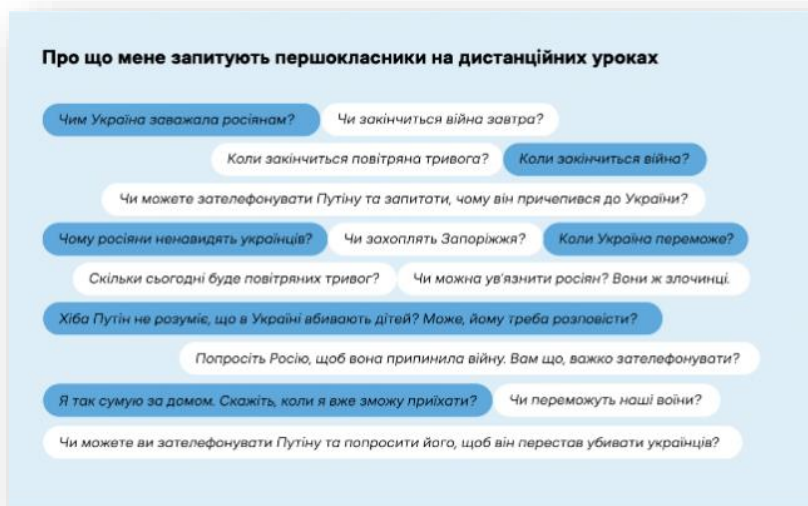 Про що мене запитують першокласники на дистанційних уроках
Чим Україна заважала росіянам? Чи закінчиться війна завтра?
Коли закінчиться повітряна тривога? Коли закінчиться війна?
Чи можете зателефонувати Путіну та запитати, чому він причепився до України?
Чому росіяни ненавидять українців? Чи захоплять Запоріжжя? Коли Україна переможе?
Скільки сьогодні буде повітряних тривог? Чи можна ув'язнити росіян? Вони ж злочинці.
Хіба Путін не розуміє, що в Україні вбивають дітей? Може, йому треба розповісти?
Попросіть Росію, щоб вона припинила війну. Вам що, важко зателефонувати?
Я так сумую за домом. Скажіть, коли я вже зможу приїхати? Чи переможуть наші воїни?
Чи можете ви зателефонувати Путіну та попросити його, щоб він перестав убивати українців?